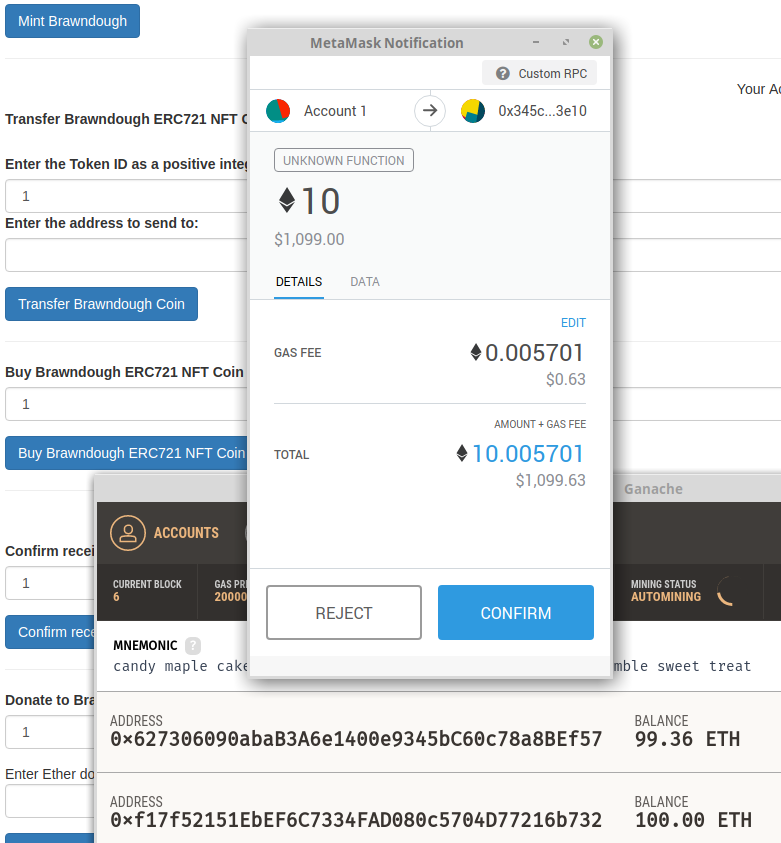 Mint Brawndough
MetaMask Notification
Custom RPC
Your Ac
Account 1
0x345c...3e10
Transfer Brawndough ERC721 NFT C
UNKNOWN FUNCTION
Enter the Token ID as a positive integ
1
10
Enter the address to send to:
$1,099.00
DETAILS
DATA
Transfer Brawndough Coin
EDIT
GAS FEE
0.005701
$0.63
Buy Brawndough ERC721 NFT Coin
1
AMOUNT + GAS FEE
Buy Brawndough ERC721 NFT Coin
TOTAL
10.005701
$1,099.63
Ganache
ACCOUNTS
Confirm recei
CURRENT BLOCK
6
GAS PRI
20000
MINING STATUS
AUTOMINING
1
REJECT
CONFIRM
Confirm rece
MNEMONIC ?
candy maple cake
mble sweet treat
Donate to Bra
ADDRESS
0x627306090abaB3A6e1400e9345bC60c78a8BEf57
BALANCE
99.36 ETH
1
Enter Ether do
ADDRESS
0xf17f52151EbEF6C7334FAD080c5704D77216b732
BALANCE
100.00 ETH